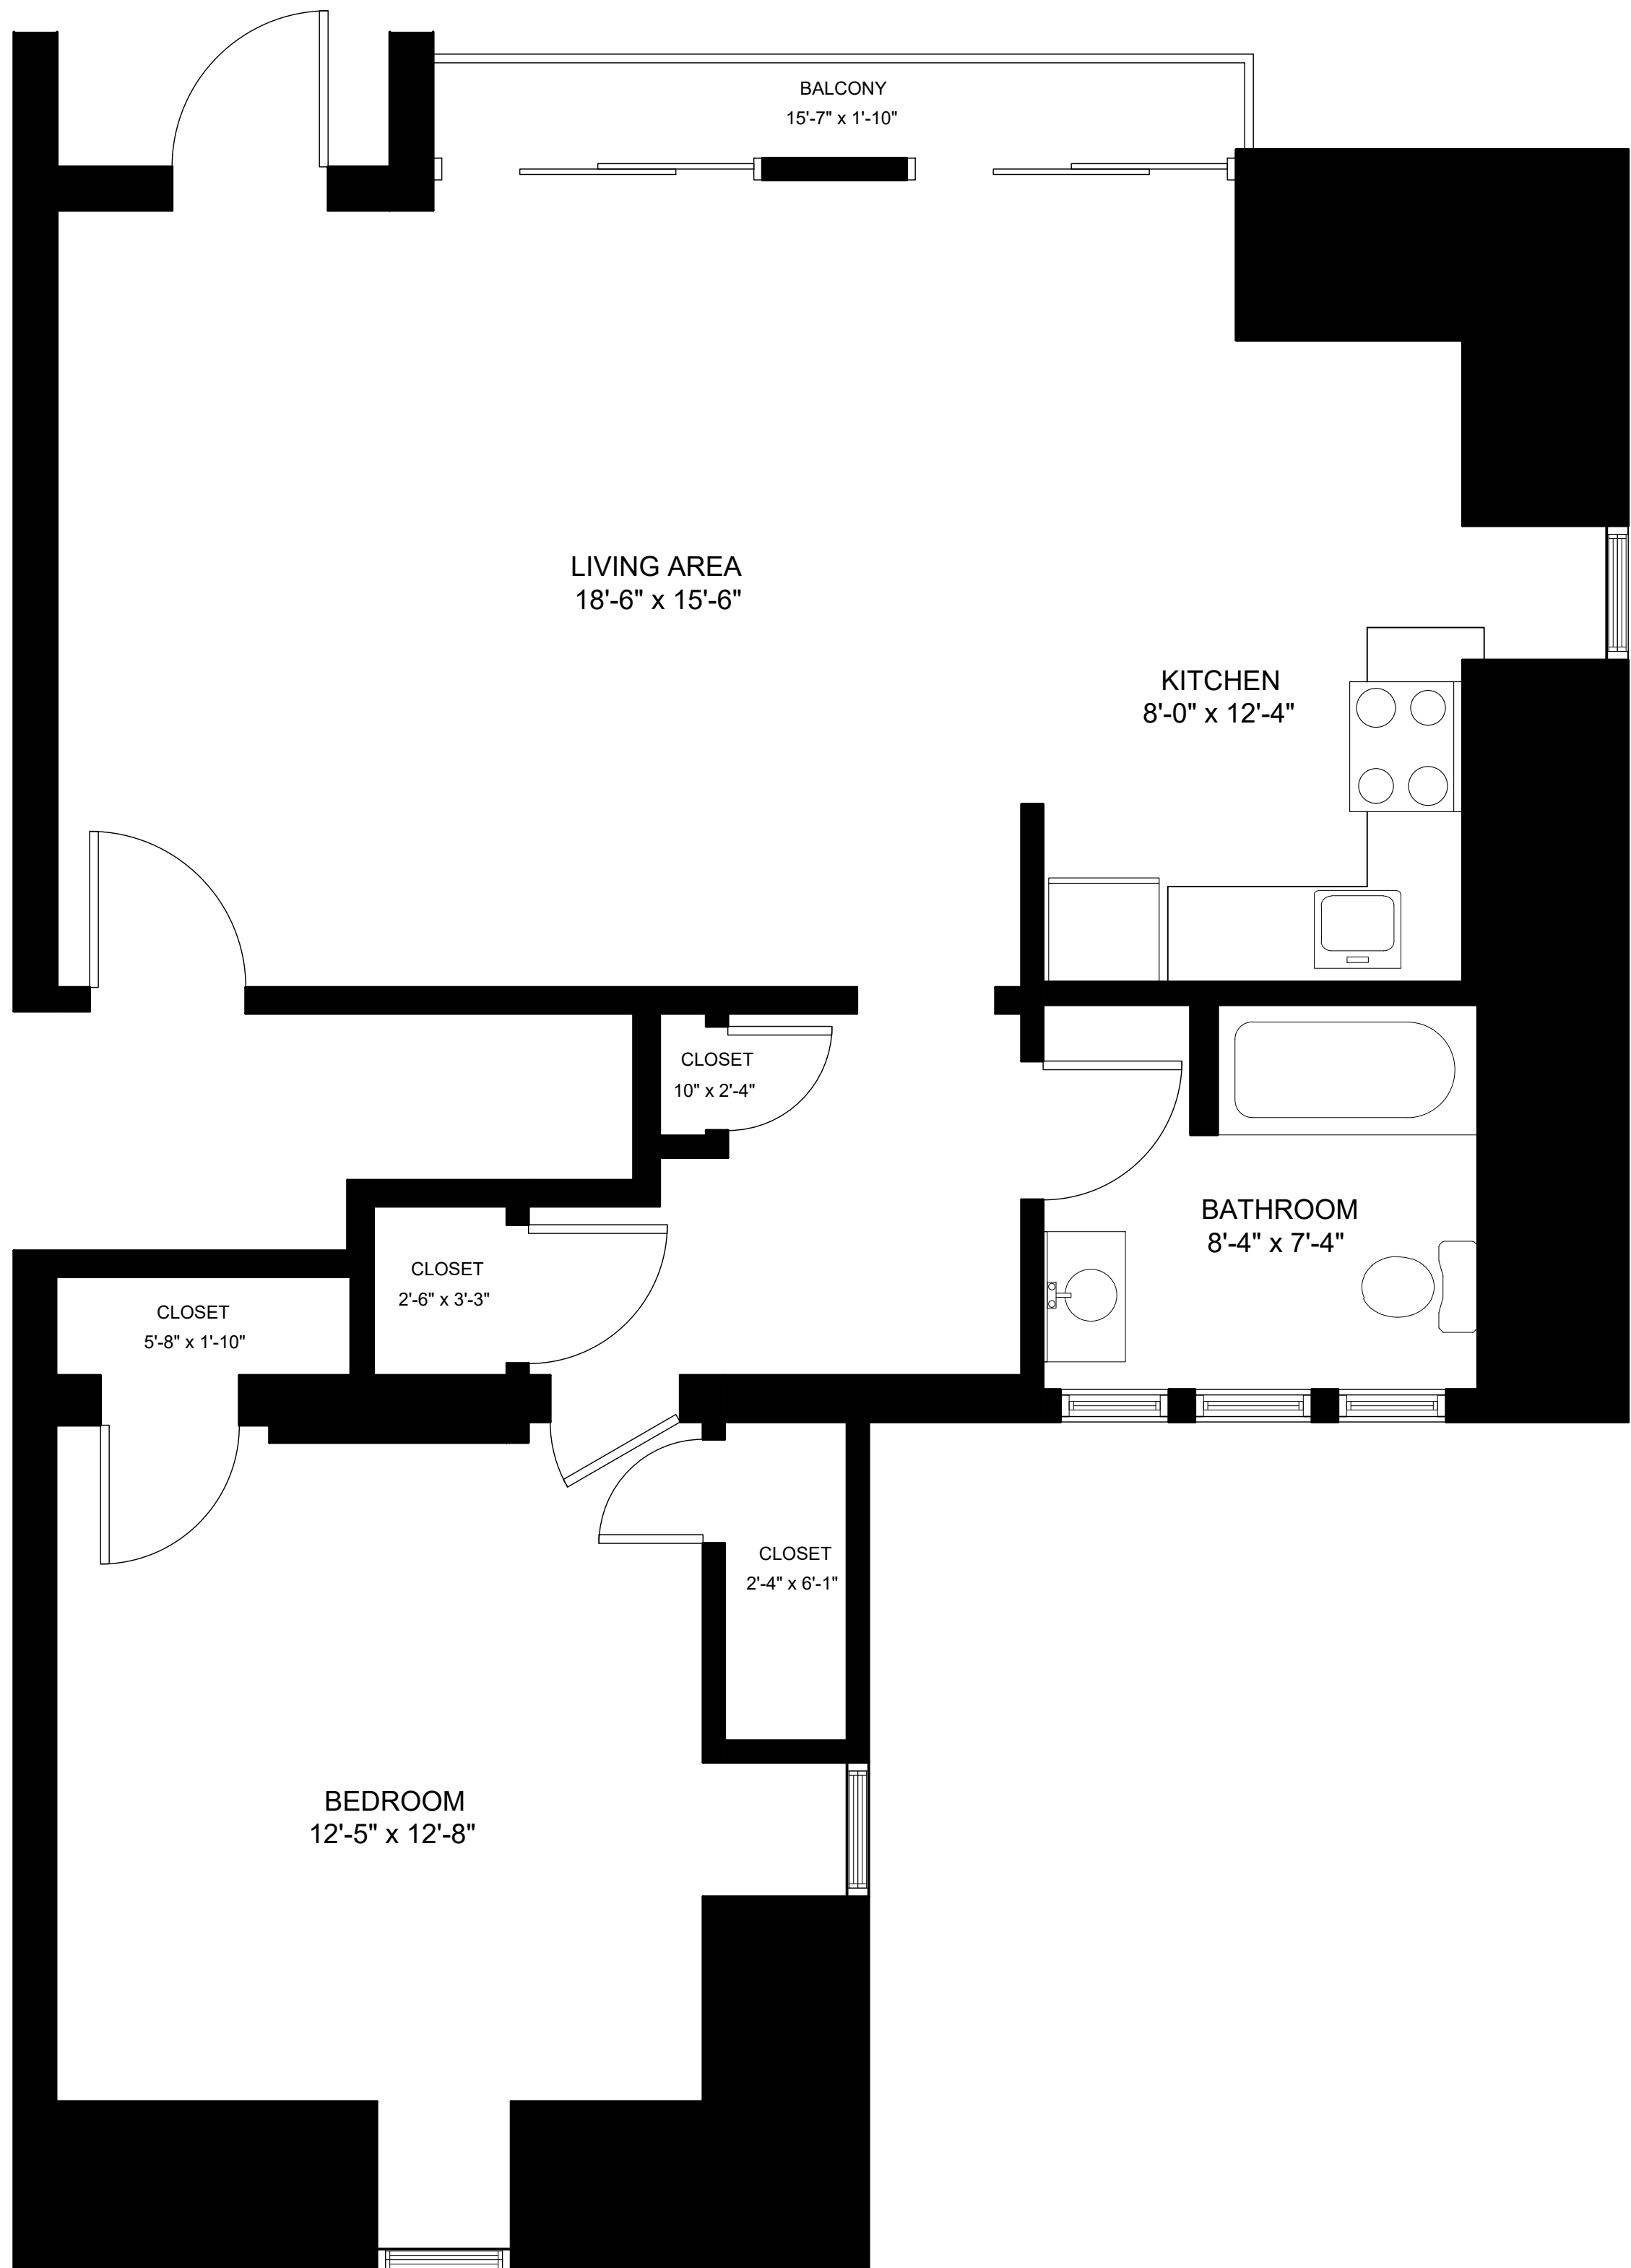 BALCONY
15'-7" x 1'-10"
LIVING AREA
18'-6" x 15'-6"
KITCHEN
8'-0" x 12'-4"
CLOSET
10" x 2'-4"
BATHROOM
8'-4" x 7'-4"
CLOSET
2'-6" x 3'-3"
CLOSET
5'-8" x 1'-10"
CLOSET
2'-4" x 6'-1"
BEDROOM
12'-5" x 12'-8"